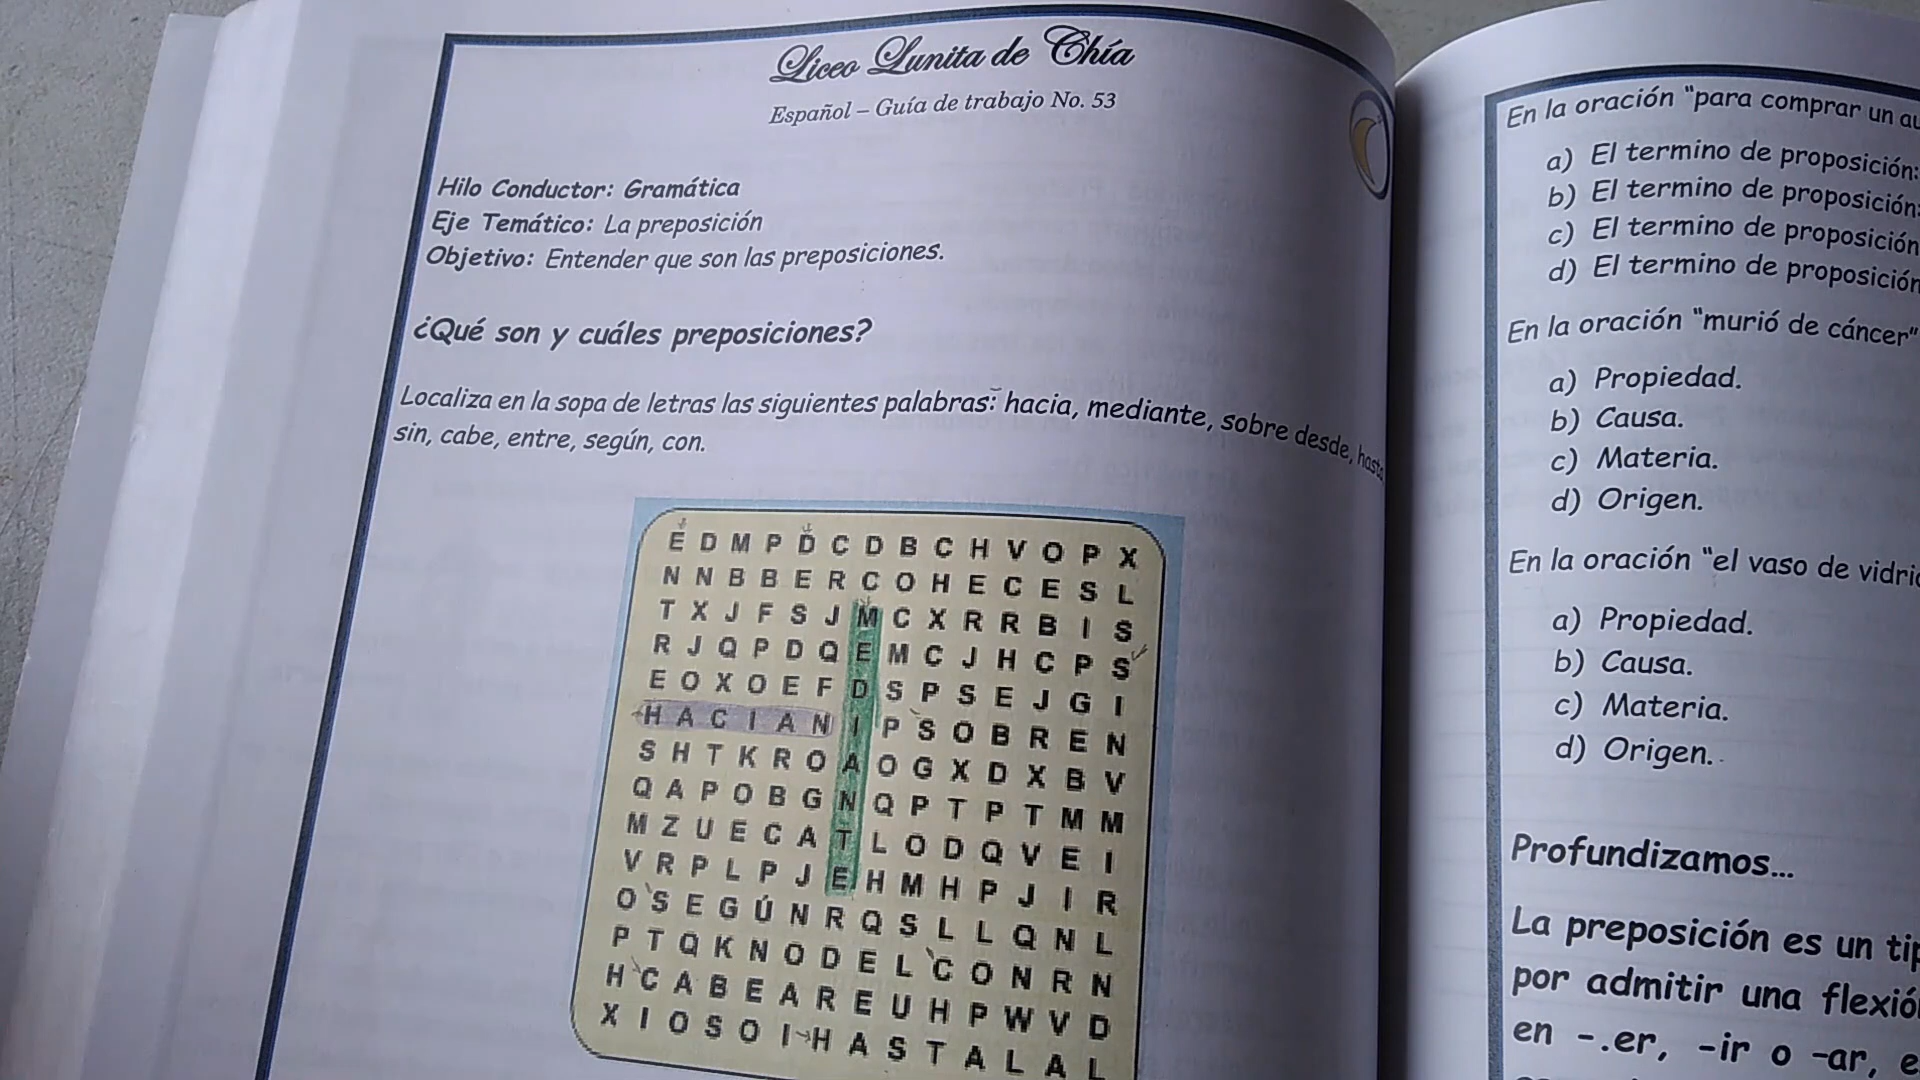 Liceo Lunita de Chía
Español – Guía de trabajo No. 53
Hilo Conductor: Gramática
Eje Temático: La preposición
Objetivo: Entender que son las preposiciones.
¿Qué son y cuáles preposiciones?
Localiza en la sopa de letras las siguientes palabras: hacia, mediante, sobre desde, hasta
sin, cabe, entre, según, con.
E D M P D C D B C H V O P X
N N B B E R C O H E C E S L
T X J F S J M C X R R B I S
R J Q P D Q E M C J H C P S
E O X O E F D S P S E J G I
H A C I A N I P S O B R E N
S H T K R O A O G X D X B V
Q A P O B G N Q P T P T M M
M Z U E C A T L O D Q V E I
V R P L P J E H M H P J I R
O S E G Ú N R Q S L L Q N L
P T Q K N O D E L C O N R N
H C A B E A R E U H P W V D
X I O S O I H A S T A L A L
En la oración "para comprar un
a) El termino de proposición:
b) El termino de proposición:
c) El termino de proposición
d) El termino de proposición
En la oración "murió de cáncer"
a) Propiedad.
b) Causa.
c) Materia.
d) Origen.
En la oración "el vaso de vidrio
a) Propiedad.
b) Causa.
c) Materia.
d) Origen.
Profundizamos...
La preposición es un
por admitir una
en -.er, -ir o -ar,